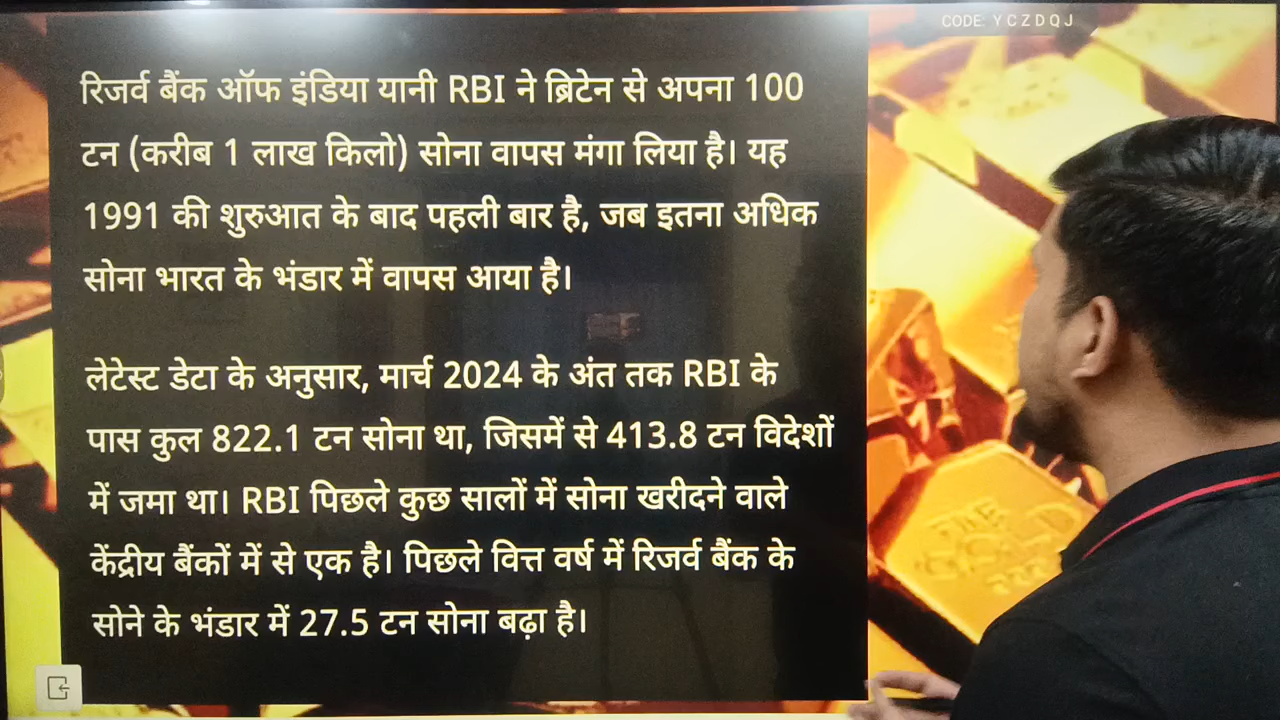 CODE: Y C Z D Q J
रिजर्व बैंक ऑफ इंडिया यानी RBI ने ब्रिटेन से अपना 100
टन (करीब 1 लाख किलो) सोना वापस मंगा लिया है। यह
1991 की शुरुआत के बाद पहली बार है, जब इतना अधिक
सोना भारत के भंडार में वापस आया है।
लेटेस्ट डेटा के अनुसार, मार्च 2024 के अंत तक RBI के
पास कुल 822.1 टन सोना था, जिसमें से 413.8 टन विदेशों
में जमा था। RBI पिछले कुछ सालों में सोना खरीदने वाले
केंद्रीय बैंकों में से एक है। पिछले वित्त वर्ष में रिजर्व बैंक के
सोने के भंडार में 27.5 टन सोना बढ़ा है।